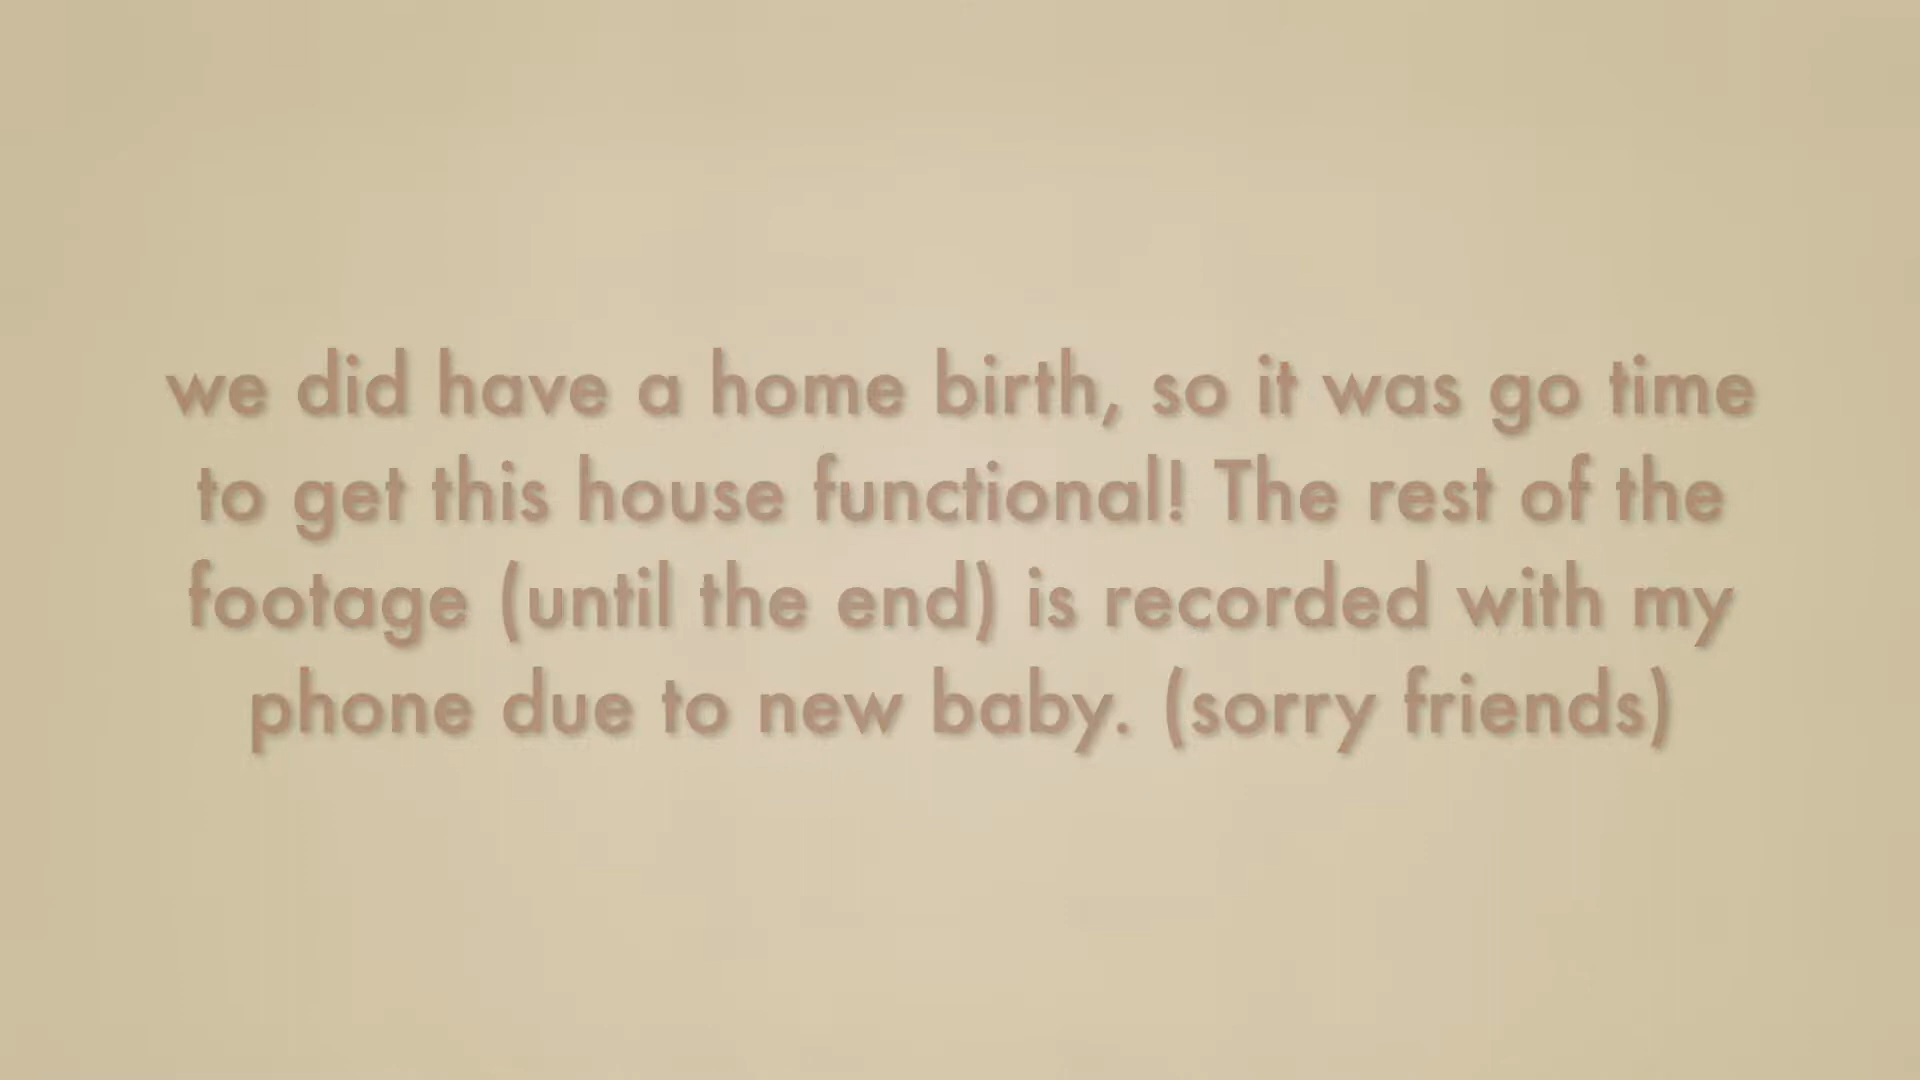 we did have a home birth, so it was go time
to get this house functional! The rest of the
footage (until the end) is recorded with my
phone due to new baby. (sorry friends)